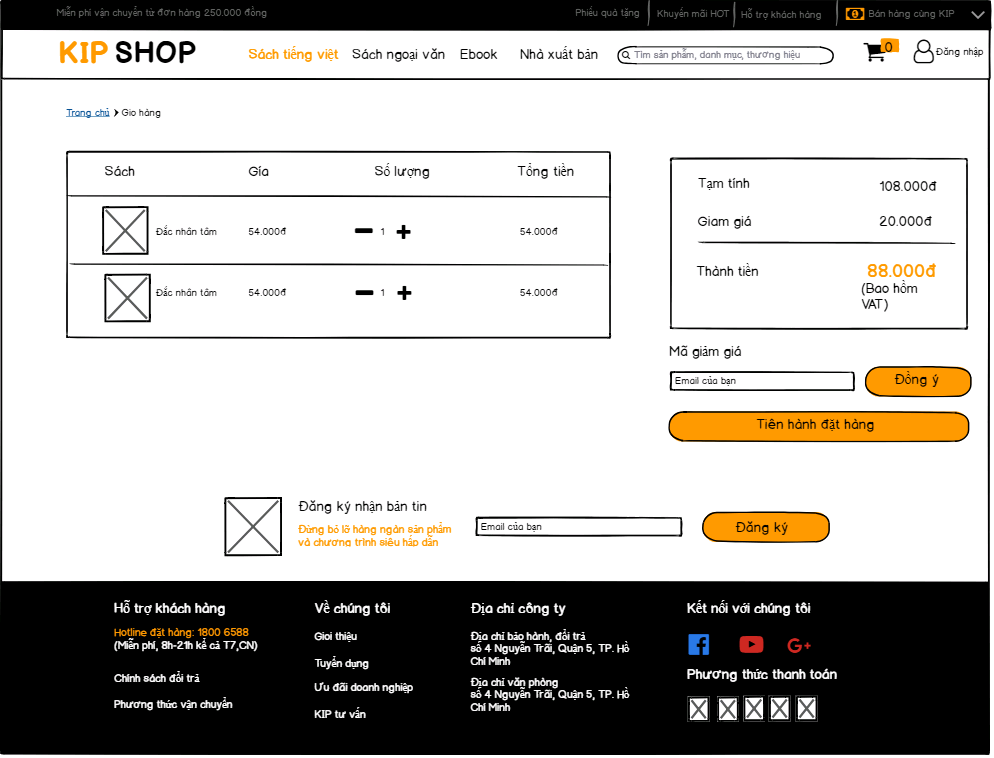 Miễn phí vận chuyển từ đơn hàng 250.000 đồng
Phiếu quà tặng
Khuyến mãi HOT
Hỗ trợ khách hàng
Bán hàng cùng KIP
KIP SHOP
Sách tiếng việt
Sách ngoại văn
Ebook
Nhà xuất bản
Tìm sản phẩm, danh mục, thương hiệu
0
Đăng nhập
Trang chủ
Gio hàng
Sách
Gía
Số lượng
Tổng tiền
Đắc nhân tâm
54.000đ
1
54.000đ
Đắc nhân tâm
54.000đ
1
54.000đ
Tạm tính
108.000đ
Giam giá
20.000đ
Thành tiền
88.000đ
(Bao hồm
VAT)
Mã giảm giá
Email của bạn
Đồng ý
Tiên hành đặt hàng
Đăng ký nhận bản tin
Đừng bỏ lỡ hàng ngàn sản phẩm
và chương trình siêu hấp dẫn
Email của bạn
Đăng ký
Hỗ trợ khách hàng
Hotline đặt hàng: 1800 6588
(Miễn phí, 8h-21h kể cả T7,CN)
Chính sách đổi trả
Phương thức vận chuyển
Về chúng tôi
Gioi thiệu
Tuyển dụng
Ưu đãi doanh nghiệp
KIP tư vấn
Địa chỉ công ty
Địa chỉ bảo hành, đổi trả
số 4 Nguyễn Trãi, Quận 5, TP. Hồ
Chí Minh
Địa chỉ văn phòng
số 4 Nguyễn Trãi, Quận 5, TP. Hồ
Chí Minh
Kết nối với chúng tôi
G+
Phương thức thanh toán